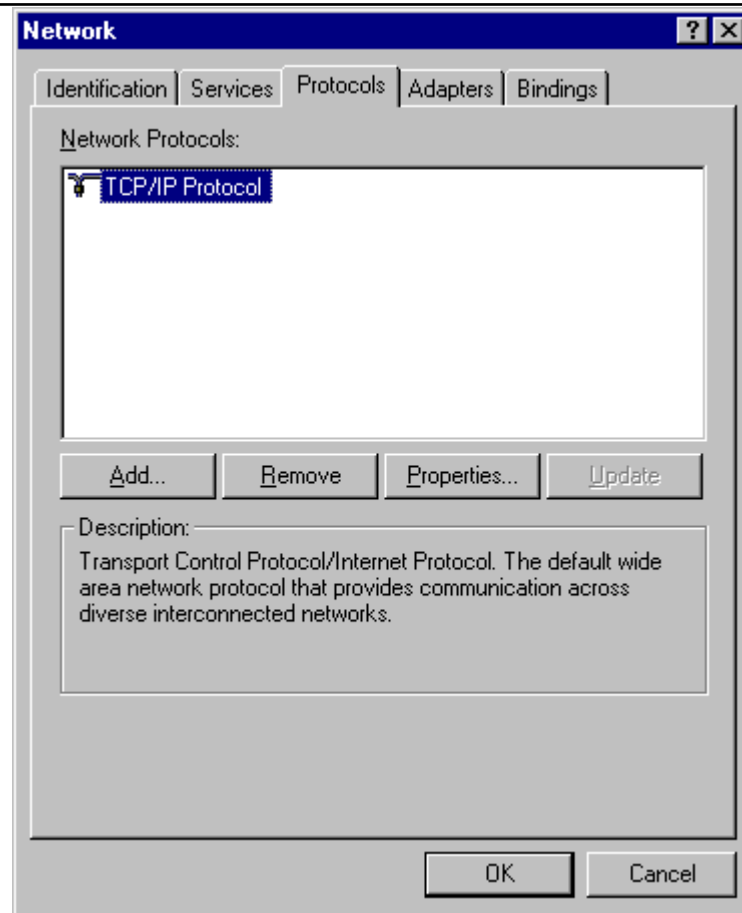 Network
Identification Services Protocols Adapters Bindings
Network Protocols:
TCP/IP Protocol
Add... Remove Properties... Update
Description:
Transport Control Protocol/Internet Protocol. The default wide
area network protocol that provides communication across
diverse interconnected networks.
OK Cancel